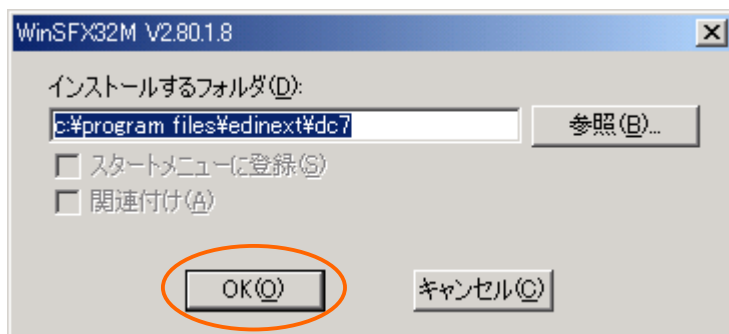 WinSFX32M V2.80.1.8
インストールするフォルダ(D):
c:¥program files¥edinext¥dc7
参照(B)...
スタートメニューに登録(S)
関連付け(A)
OK(O)
キャンセル(C)